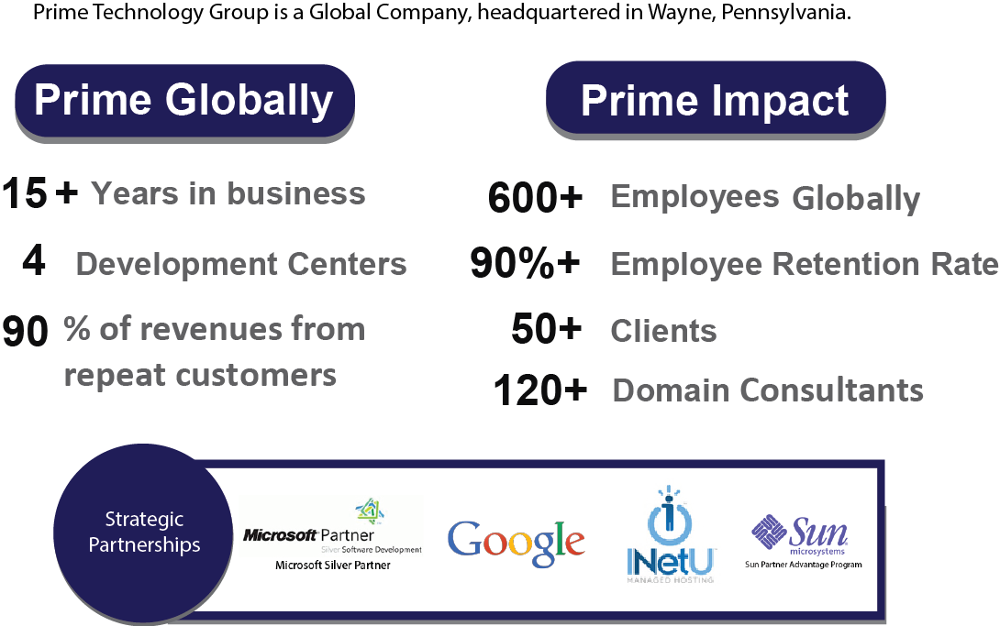 Prime Technology Group is a Global Company, headquartered in Wayne, Pennsylvania.
Prime Globally
15+ Years in business
4 Development Centers
90 % of revenues from
repeat customers
Prime Impact
600+ Employees Globally
90%+ Employee Retention Rate
50+ Clients
120+ Domain Consultants
Strategic
Partnerships
Microsoft Partner
Silver Software Development
Microsoft Silver Partner
Google
INetU
MANAGED HOSTING
Sun
microsystems
Sun Partner Advantage Program